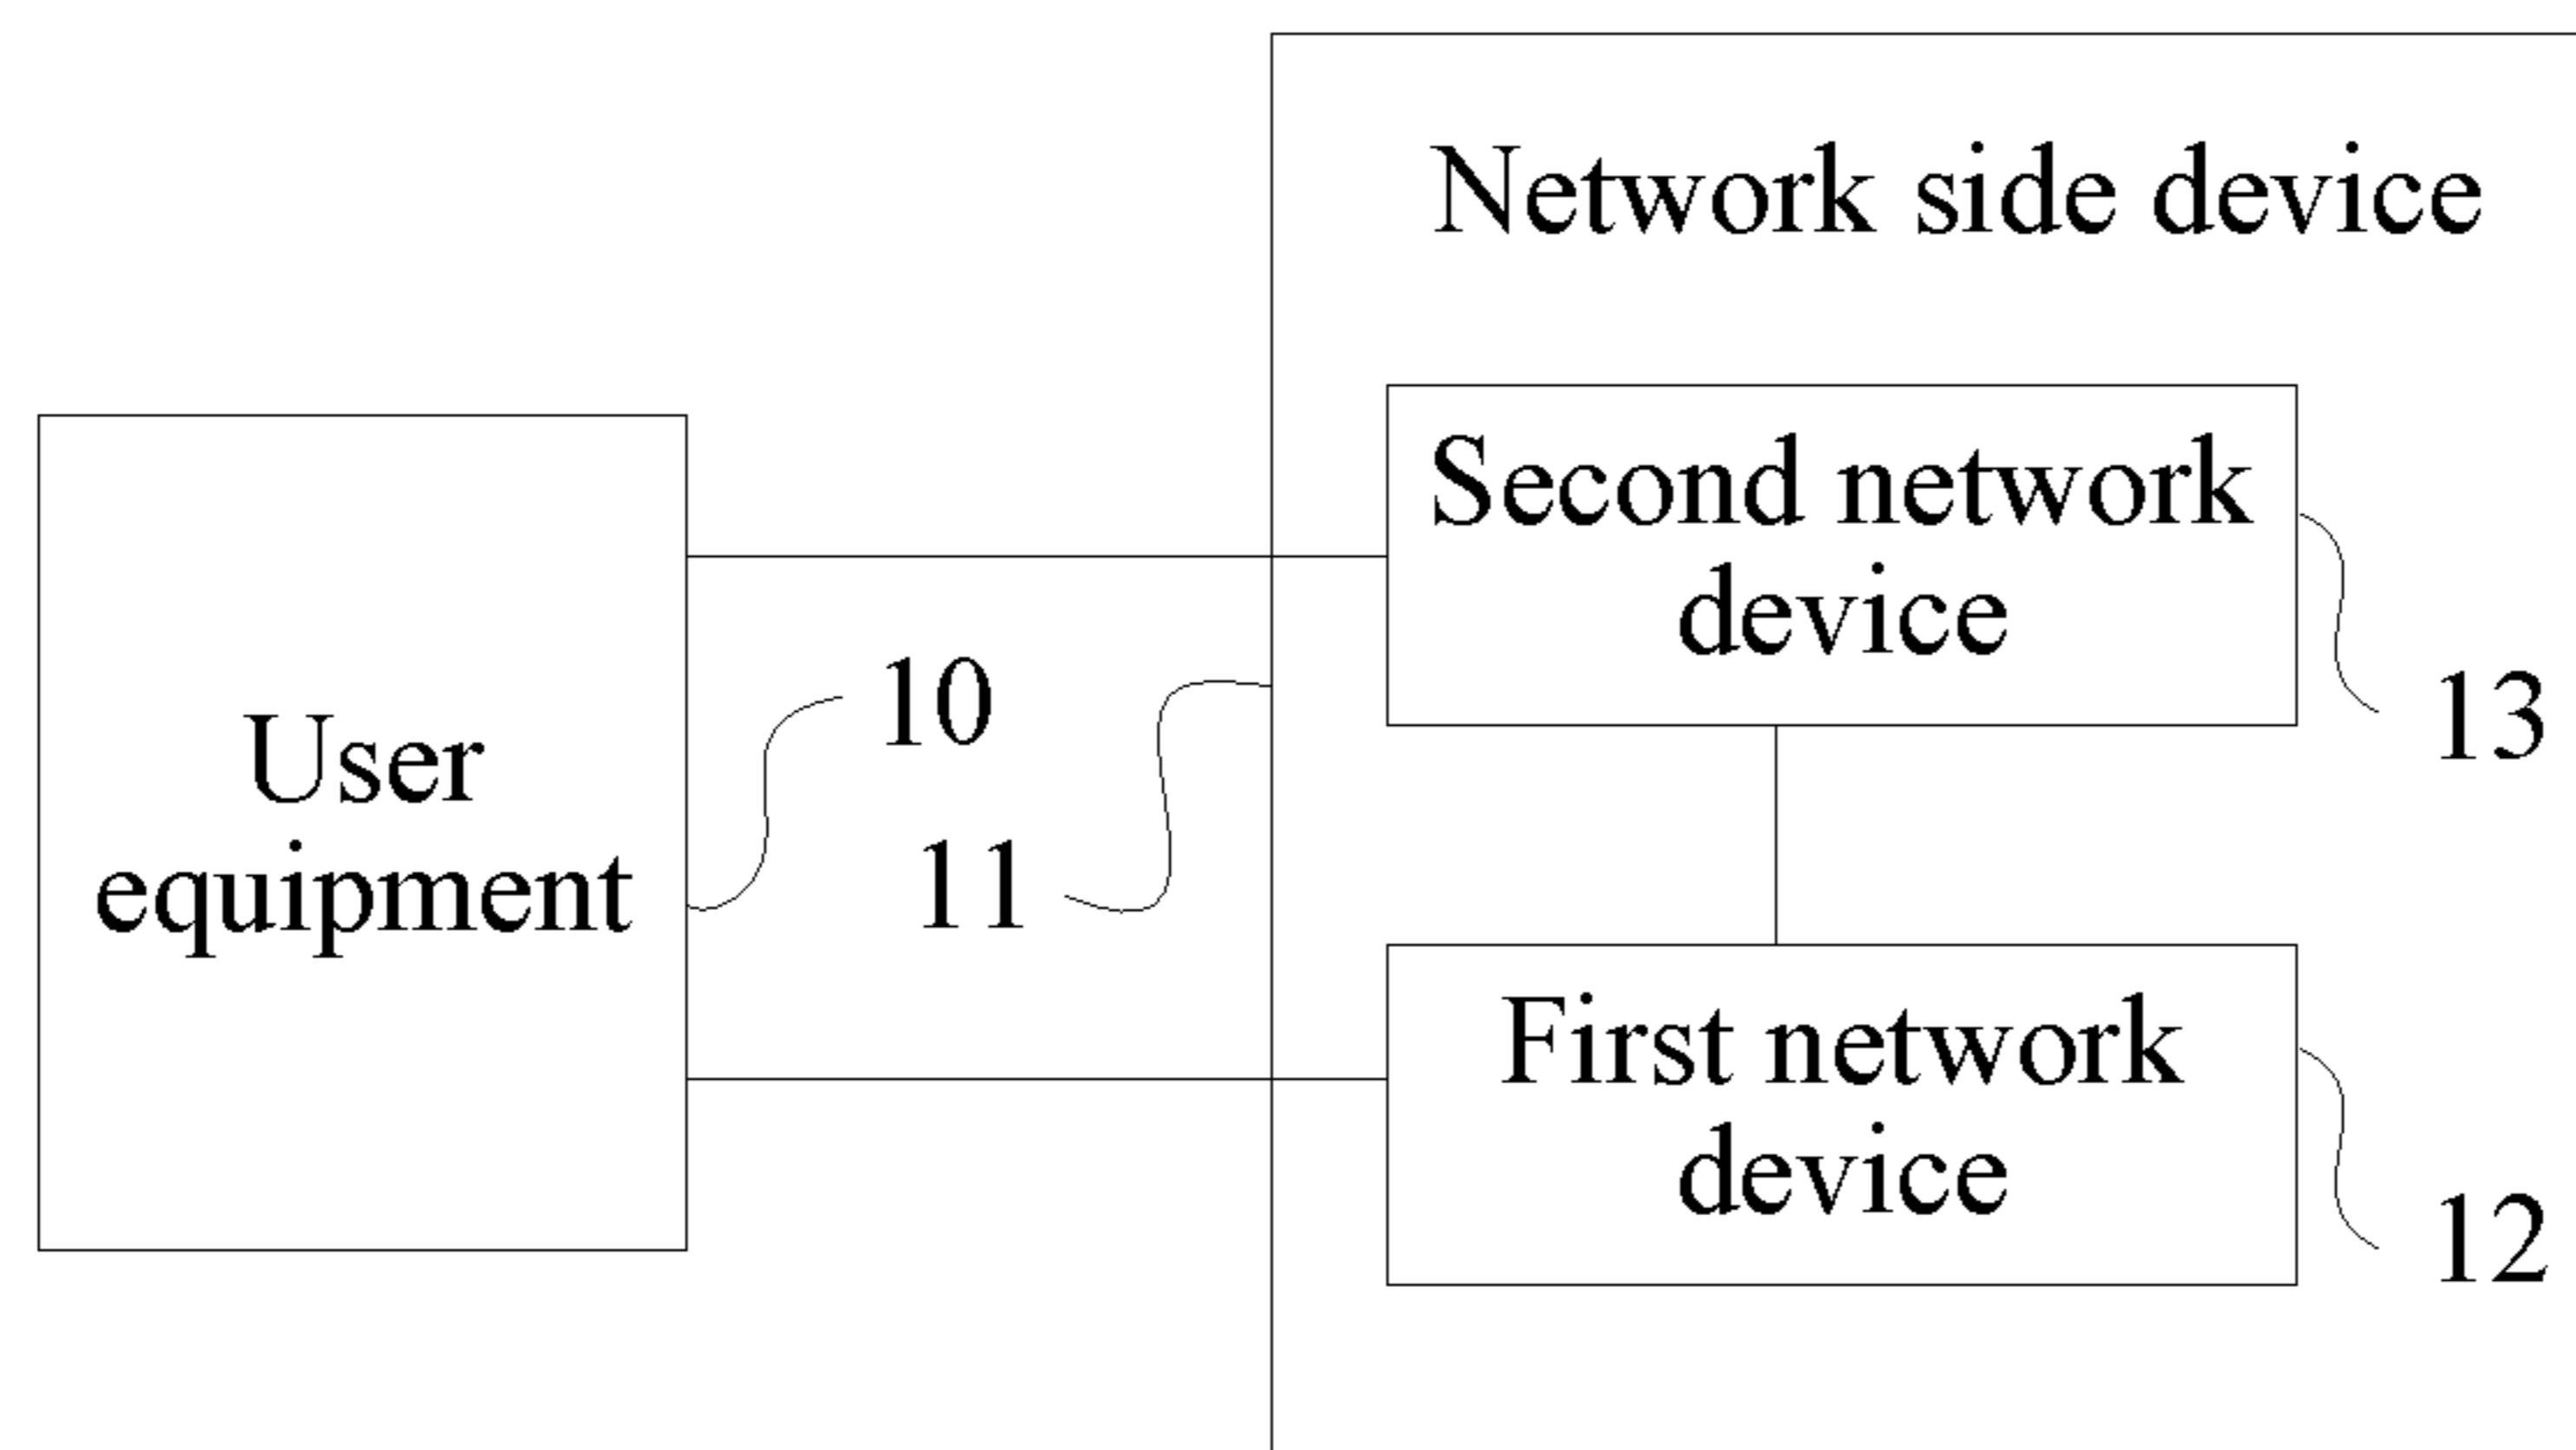 Network side device
Second network
device
13
10
User
equipment
11
First network
device
12